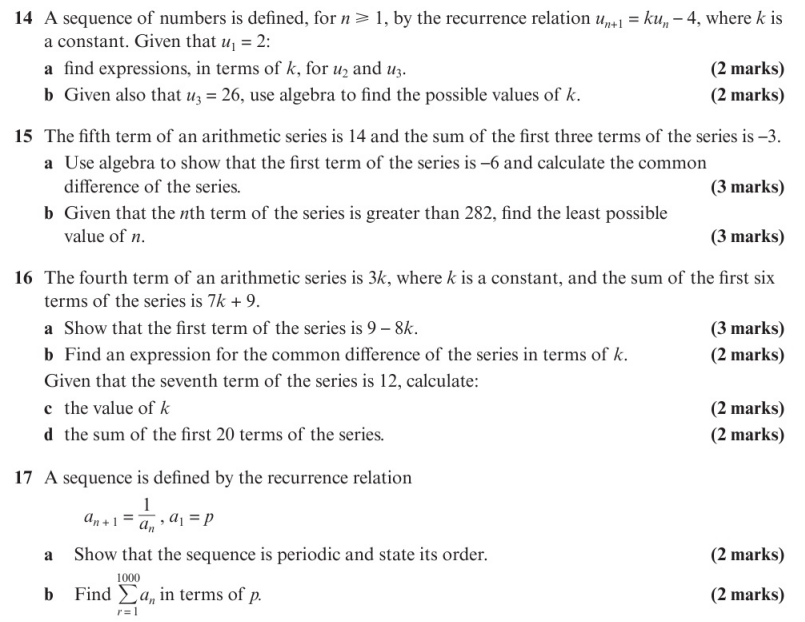 14 A sequence of numbers is defined, for n ⩾ 1, by the recurrence relation uₙ₊₁ = kuₙ − 4, where k is
a constant. Given that u₁ = 2:
a find expressions, in terms of k, for u₂ and u₃. (2 marks)
b Given also that u₃ = 26, use algebra to find the possible values of k. (2 marks)
15 The fifth term of an arithmetic series is 14 and the sum of the first three terms of the series is −3.
a Use algebra to show that the first term of the series is −6 and calculate the common
difference of the series. (3 marks)
b Given that the nth term of the series is greater than 282, find the least possible
value of n. (3 marks)
16 The fourth term of an arithmetic series is 3k, where k is a constant, and the sum of the first six
terms of the series is 7k + 9.
a Show that the first term of the series is 9 − 8k. (3 marks)
b Find an expression for the common difference of the series in terms of k. (2 marks)
Given that the seventh term of the series is 12, calculate:
c the value of k (2 marks)
d the sum of the first 20 terms of the series. (2 marks)
17 A sequence is defined by the recurrence relation
aₙ₊₁ = 1/aₙ, a₁ = p
a Show that the sequence is periodic and state its order. (2 marks)
1000
b Find ∑ aₙ in terms of p. (2 marks)
r=1